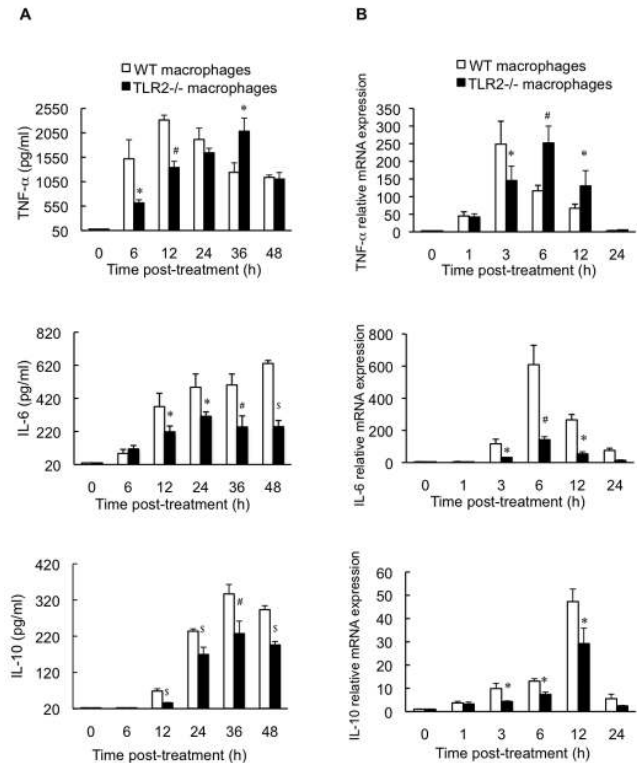 A
B
WT macrophages
TLR2-/- macrophages
TNF-α (pg/ml)
2550
2050
1550
1050
550
50
*
#
*
0 6 12 24 36 48
Time post-treatment (h)
WT macrophages
TLR2-/- macrophages
TNF-α relative mRNA expression
350
300
250
200
150
100
50
0
*
#
*
0 1 3 6 12 24
Time post-treatment (h)
IL-6 (pg/ml)
820
620
420
220
20
* * # $
0 6 12 24 36 48
Time post-treatment (h)
IL-6 relative mRNA expression
800
600
400
200
0
* # *
0 1 3 6 12 24
Time post-treatment (h)
IL-10 (pg/ml)
420
320
220
120
20
$ $ # $
0 6 12 24 36 48
Time post-treatment (h)
IL-10 relative mRNA expression
60
50
40
30
20
10
0
* * *
0 1 3 6 12 24
Time post-treatment (h)